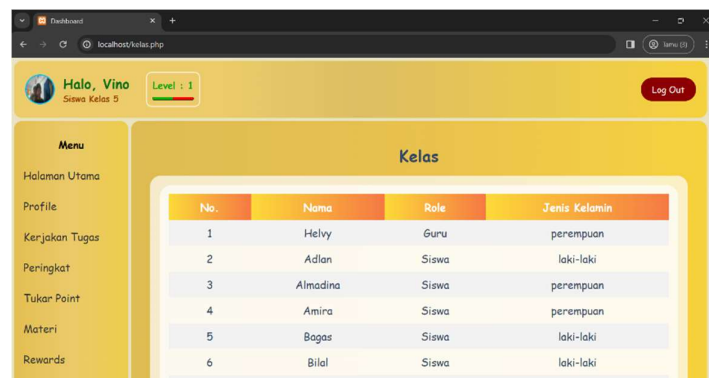 Dashboard
localhost/kelas.php
Tamu (2)
Halo, Vino
Siswa Kelas 5
Level : 1
Log Out
Menu
Halaman Utama
Profile
Kerjakan Tugas
Peringkat
Tukar Point
Materi
Rewards
Kelas
No. Nama Role Jenis Kelamin
1 Helvy Guru perempuan
2 Adlan Siswa laki-laki
3 Almadina Siswa perempuan
4 Amira Siswa perempuan
5 Bagas Siswa laki-laki
6 Bilal Siswa laki-laki